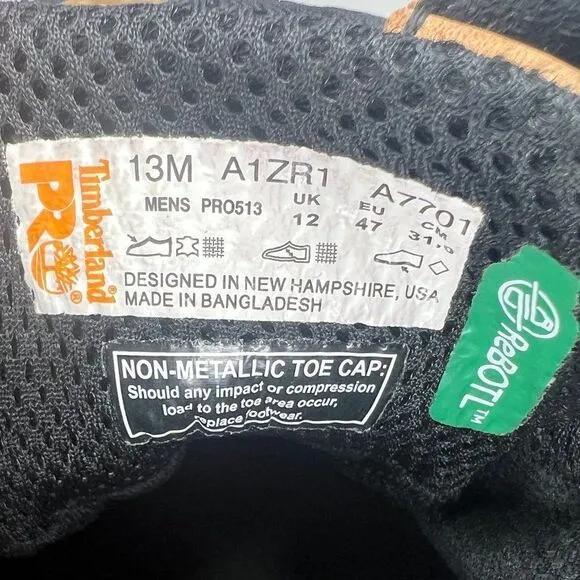 Timberland
PRO
13M A1ZR1 A7701
MENS PRO513 UK EU CM
12 47 31.0
DESIGNED IN NEW HAMPSHIRE, USA
MADE IN BANGLADESH
NON-METALLIC TOE CAP:
Should any impact or compression
load to the toe area occur,
replace footwear.
ReBOTL™